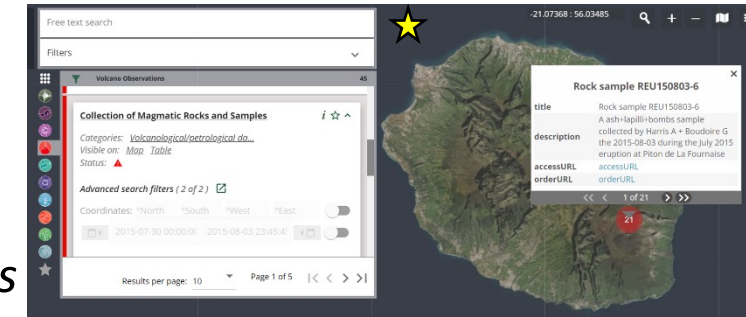 Free text search
Filters
Volcano Observations 45
Collection of Magmatic Rocks and Samples
Categories: Volcanological/petrological da...
Visible on: Map Table
Status:
Advanced search filters ( 2 of 2 )
Coordinates: *North *South *West *East
2015-07-30 00:00:00 2015-08-03 23:45:4
Results per page: 10 Page 1 of 5
s
-21.07368 : 56.03485
Rock sample REU150803-6
title Rock sample REU150803-6
description A ash+lapilli+bombs sample
collected by Harris A + Boudoire G
the 2015-08-03 during the July 2015
eruption at Piton de La Fournaise
accessURL accessURL
orderURL orderURL
1 of 21
21